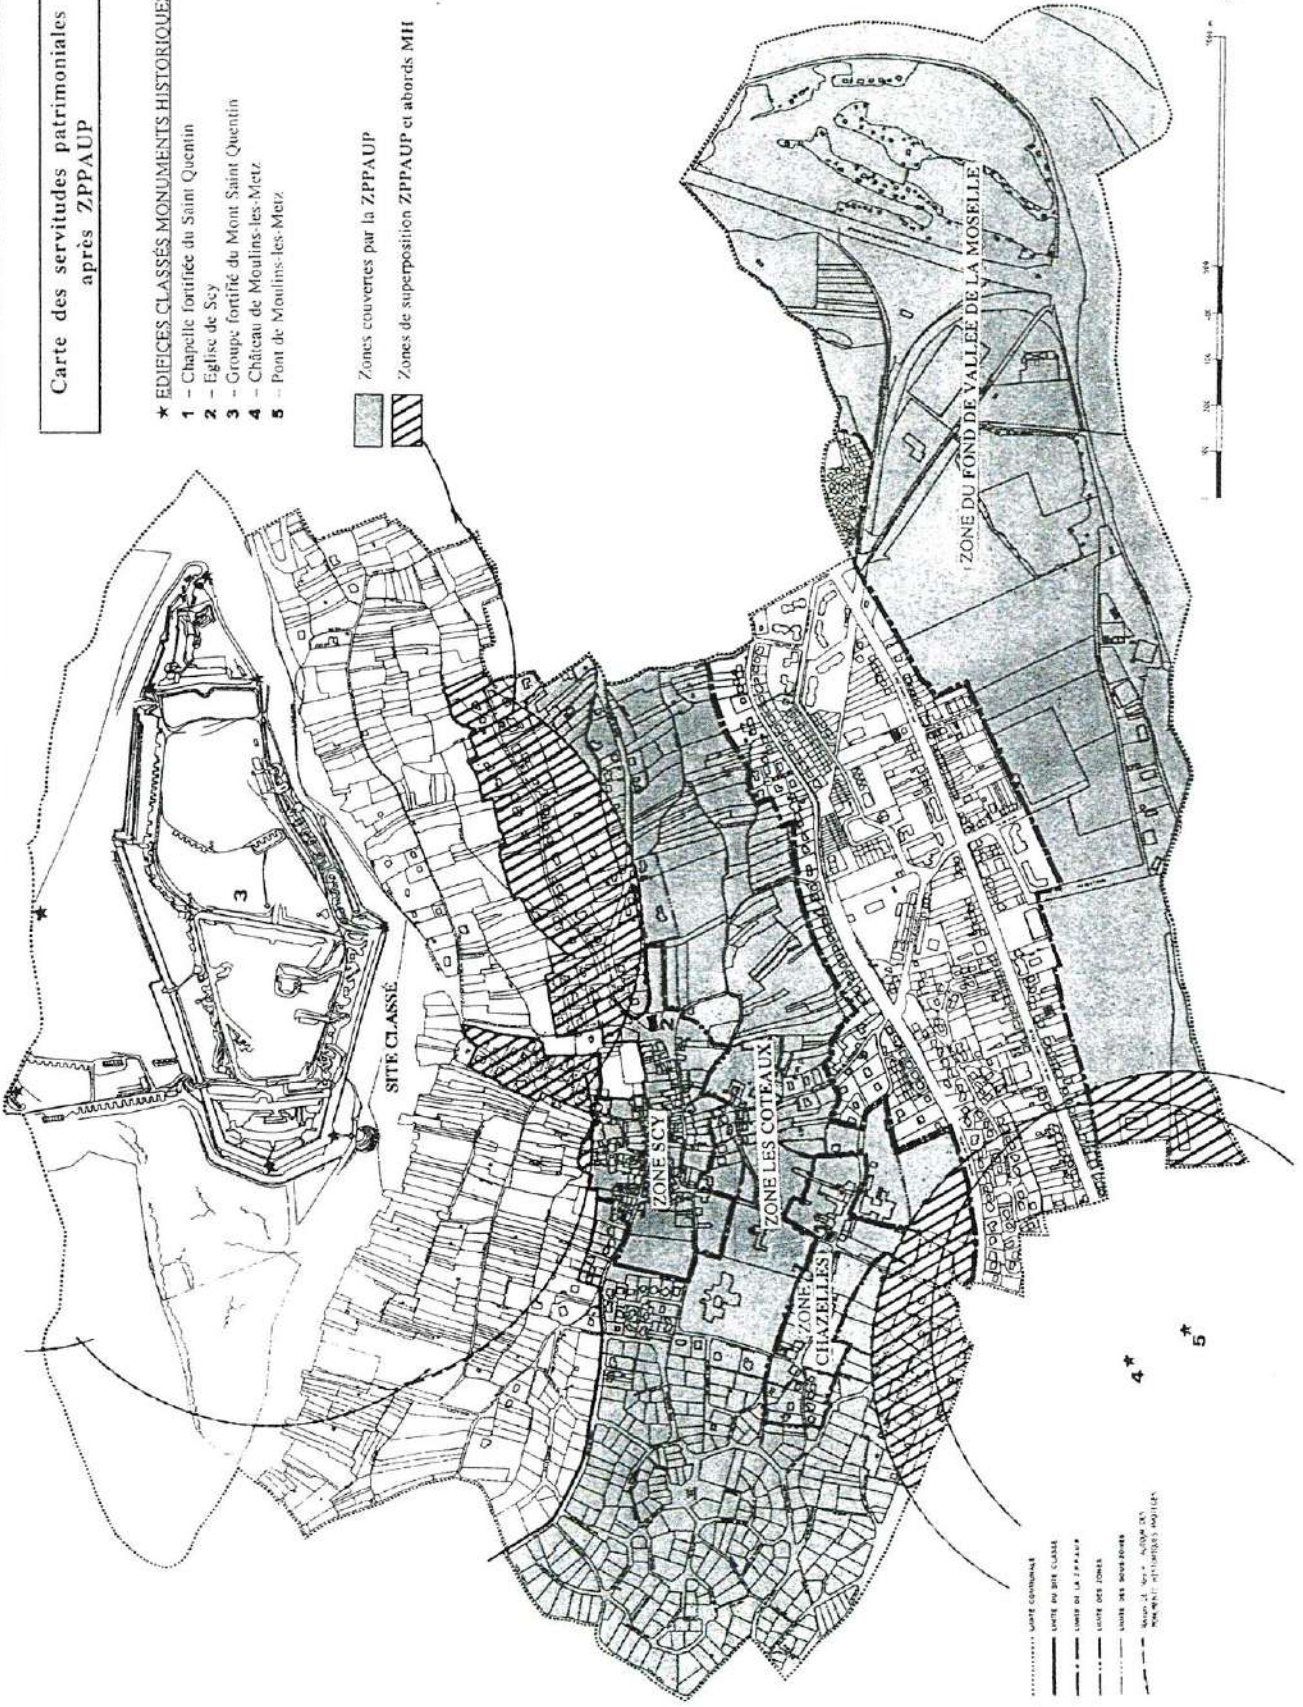 Carte des servitudes patrimoniales
après ZPPAUP
★ EDIFICES CLASSÉS MONUMENTS HISTORIQUES
1 – Chapelle fortifiée du Saint Quentin
2 – Eglise de Scy
3 – Groupe fortifié du Mont Saint Quentin
4 – Château de Moulins-les-Metz
5 – Pont de Moulins-les-Metz
Zones couvertes par la ZPPAUP
Zones de superposition ZPPAUP et abords MH
3
SITE CLASSÉ
2
ZONE SCY
ZONE LES COTEAUX
ZONE
CHAZELLES
ZONE DU FOND DE VALLÉE DE LA MOSELLE
4
5
LIMITE COMMUNALE
LIMITE DU SITE CLASSÉ
LIMITE DE LA Z.P.P.A.U.P
LIMITE DES ZONES
LIMITE DES SOUS-ZONES
MONUMENTS HISTORIQUES